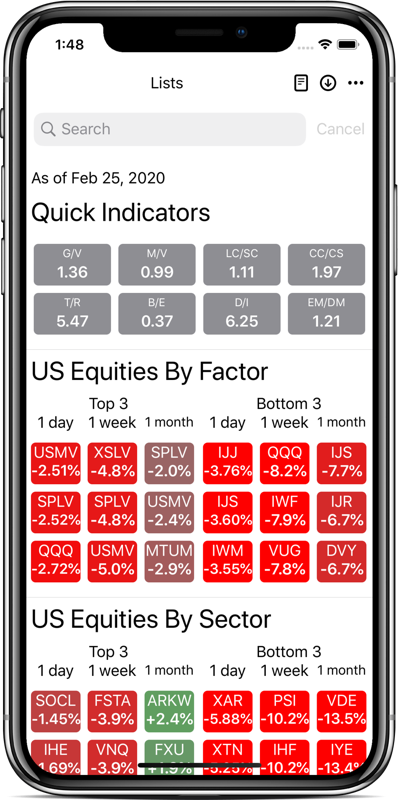 1:48
Lists
Search Cancel
As of Feb 25, 2020
Quick Indicators
G/V M/V LC/SC CC/CS
1.36 0.99 1.11 1.97
T/R B/E D/I EM/DM
5.47 0.37 6.25 1.21
US Equities By Factor
Top 3 Bottom 3
1 day 1 week 1 month 1 day 1 week 1 month
USMV XSLV SPLV IJJ QQQ IJS
-2.51% -4.8% -2.0% -3.76% -8.2% -7.7%
SPLV SPLV USMV IJS IWF IJR
-2.52% -4.8% -2.4% -3.60% -7.9% -6.7%
QQQ USMV MTUM IWM VUG DVY
-2.72% -5.0% -2.9% -3.55% -7.8% -6.7%
US Equities By Sector
Top 3 Bottom 3
1 day 1 week 1 month 1 day 1 week 1 month
SOCL FSTA ARKW XAR PSI VDE
-1.45% -3.9% +2.4% -5.88% -10.2% -13.5%
IHE VNQ FXU XTN IHF IYE
-1.69% -3.9% +1.9% -5.25% -10.2% -13.4%